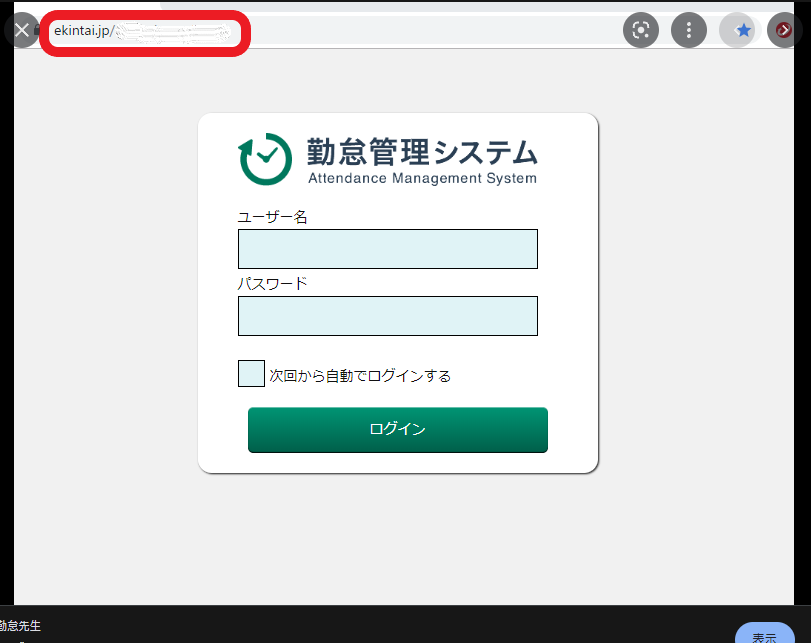 ekintai.jp/
勤怠管理システム
Attendance Management System
ユーザー名
パスワード
次回から自動でログインする
ログイン
勤怠先生
表示